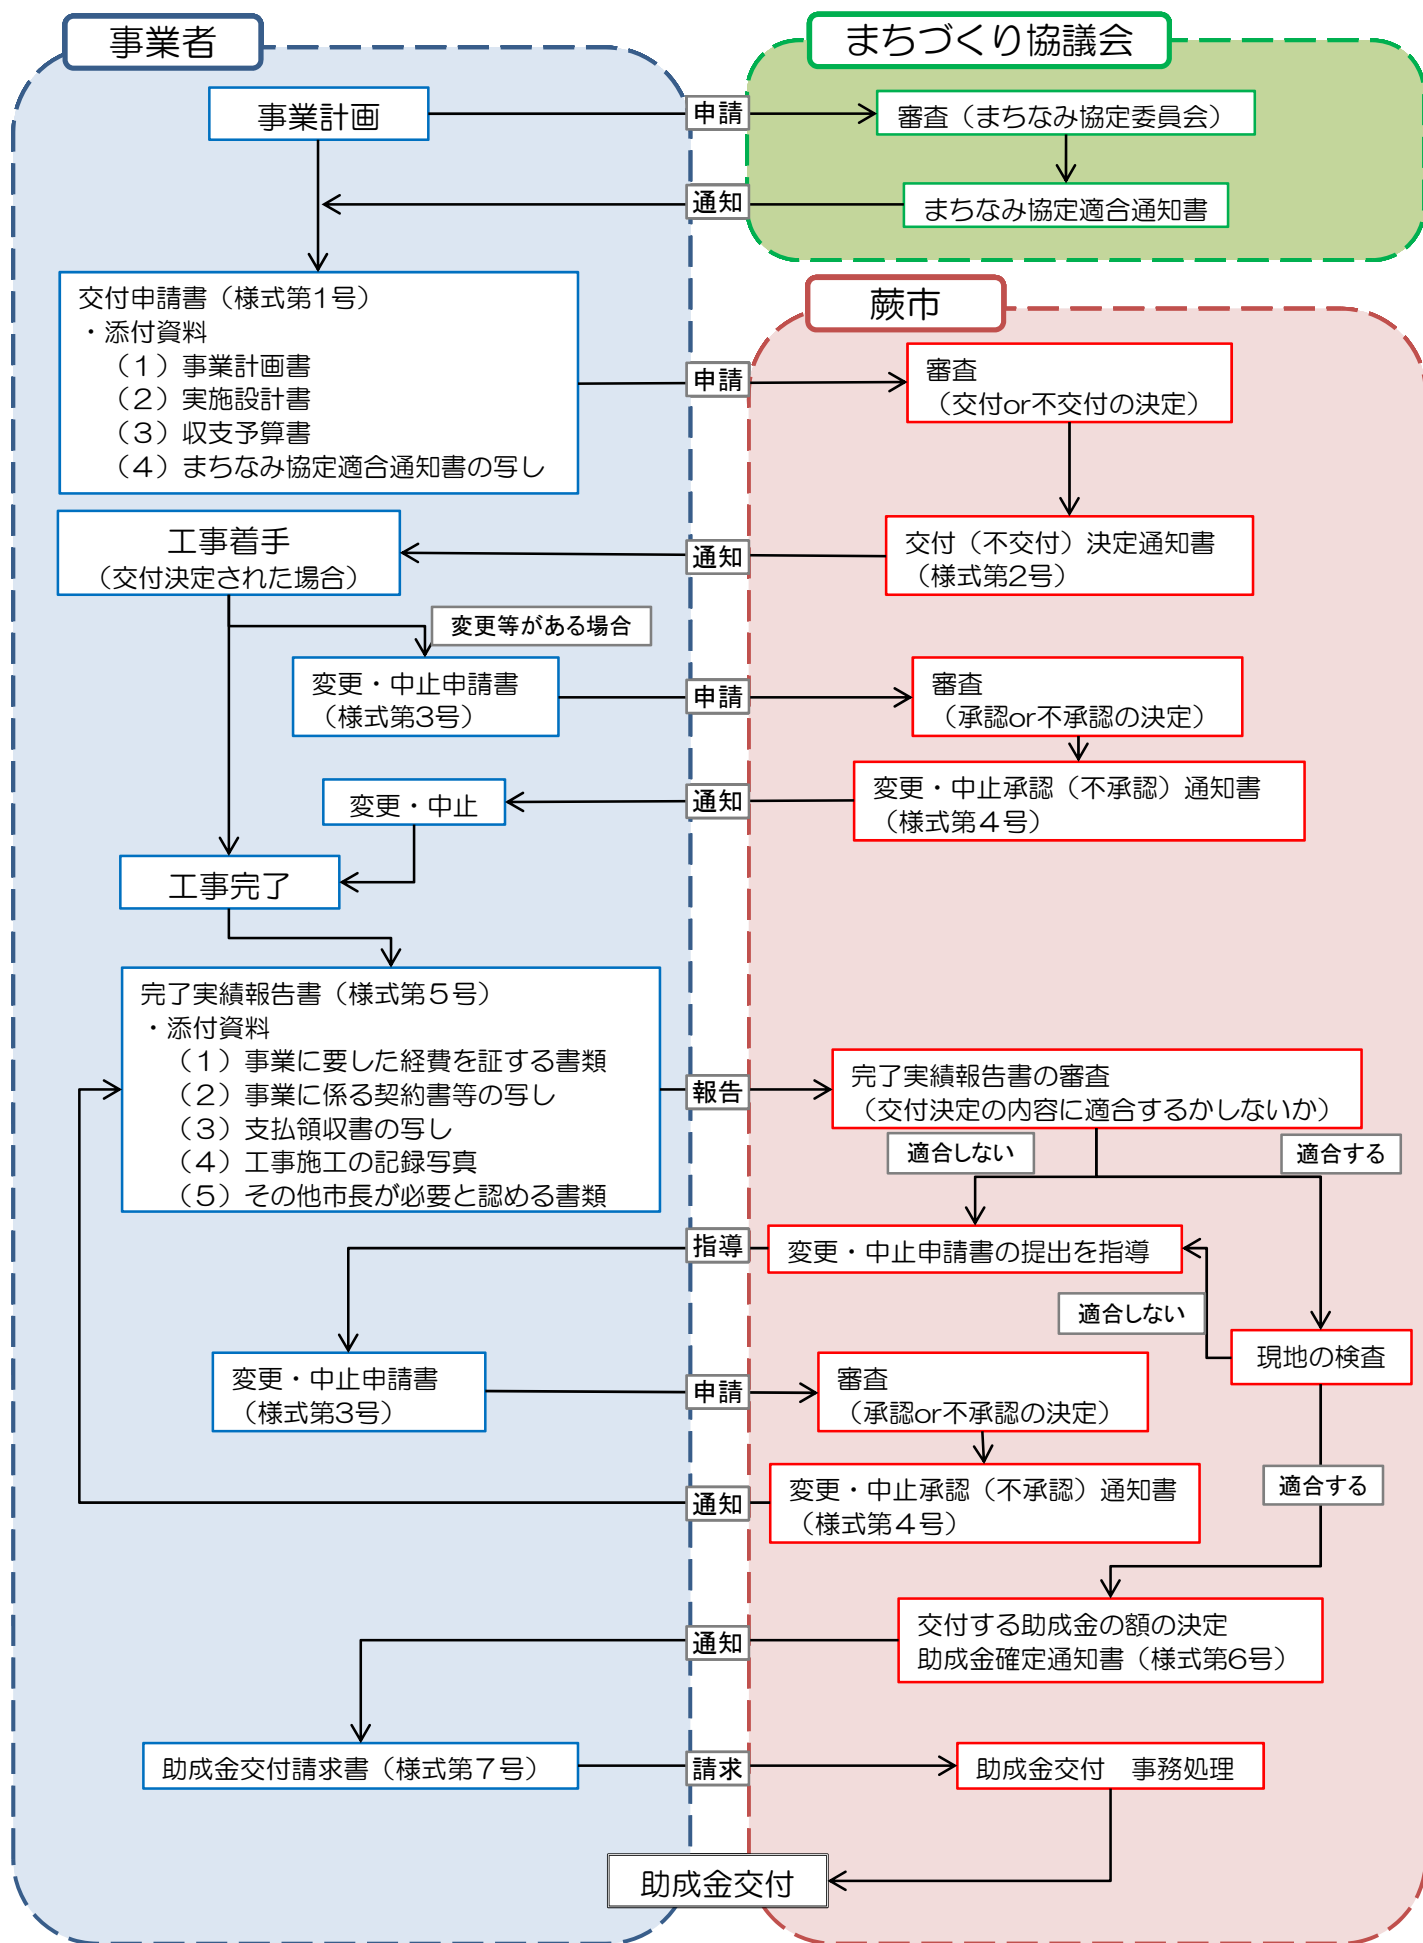 事業者
まちづくり協議会
事業計画
申請
審査（まちなみ協定委員会）
通知
まちなみ協定適合通知書
蕨市
交付申請書（様式第1号）
・添付資料
（1）事業計画書
（2）実施設計書
（3）収支予算書
（4）まちなみ協定適合通知書の写し
申請
審査
（交付or不交付の決定）
工事着手
（交付決定された場合）
通知
交付（不交付）決定通知書
（様式第2号）
変更等がある場合
変更・中止申請書
（様式第3号）
申請
審査
（承認or不承認の決定）
変更・中止
通知
変更・中止承認（不承認）通知書
（様式第４号）
工事完了
完了実績報告書（様式第５号）
・添付資料
（１）事業に要した経費を証する書類
（２）事業に係る契約書等の写し
（３）支払領収書の写し
（４）工事施工の記録写真
（５）その他市長が必要と認める書類
報告
完了実績報告書の審査
（交付決定の内容に適合するかしないか）
適合しない
適合する
指導
変更・中止申請書の提出を指導
適合しない
現地の検査
変更・中止申請書
（様式第3号）
申請
審査
（承認or不承認の決定）
適合する
通知
変更・中止承認（不承認）通知書
（様式第４号）
通知
交付する助成金の額の決定
助成金確定通知書（様式第6号）
助成金交付請求書（様式第７号）
請求
助成金交付　事務処理
助成金交付